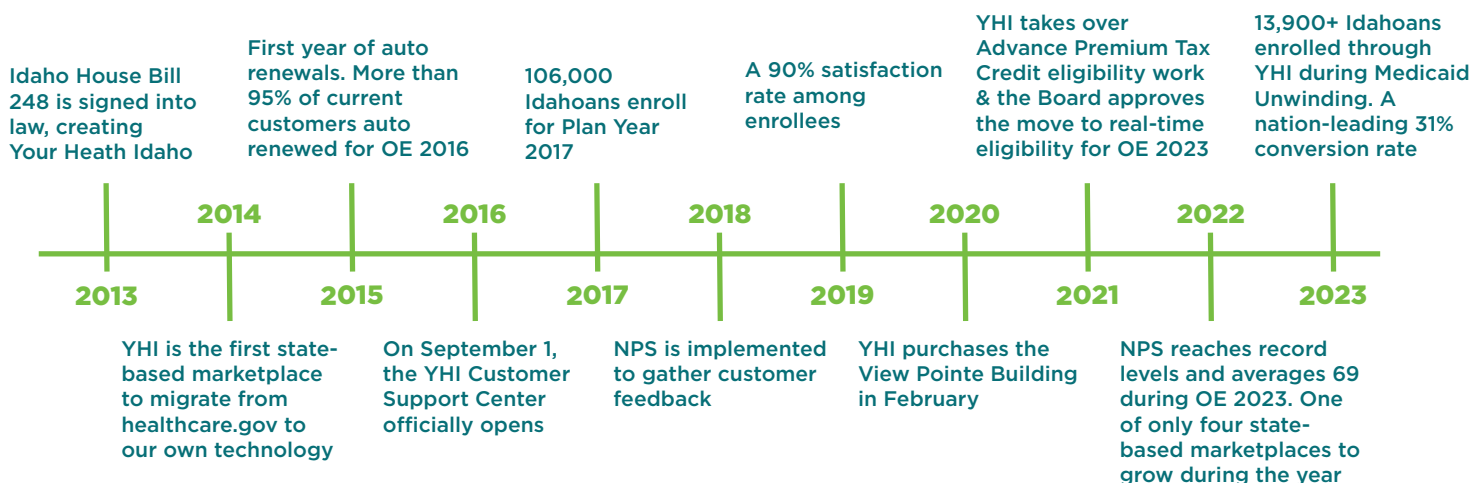 Idaho House Bill
248 is signed into
law, creating
Your Heath Idaho
First year of auto
renewals. More than
95% of current
customers auto
renewed for OE 2016
106,000
Idahoans enroll
for Plan Year
2017
A 90% satisfaction
rate among
enrollees
YHI takes over
Advance Premium Tax
Credit eligibility work
& the Board approves
the move to real-time
eligibility for OE 2023
13,900+ Idahoans
enrolled through
YHI during Medicaid
Unwinding. A
nation-leading 31%
conversion rate
2014
2016
2018
2020
2022
2013
2015
2017
2019
2021
2023
YHI is the first state-
based marketplace
to migrate from
healthcare.gov to
our own technology
On September 1,
the YHI Customer
Support Center
officially opens
NPS is implemented
to gather customer
feedback
YHI purchases the
View Pointe Building
in February
NPS reaches record
levels and averages 69
during OE 2023. One
of only four state-
based marketplaces to
grow during the year